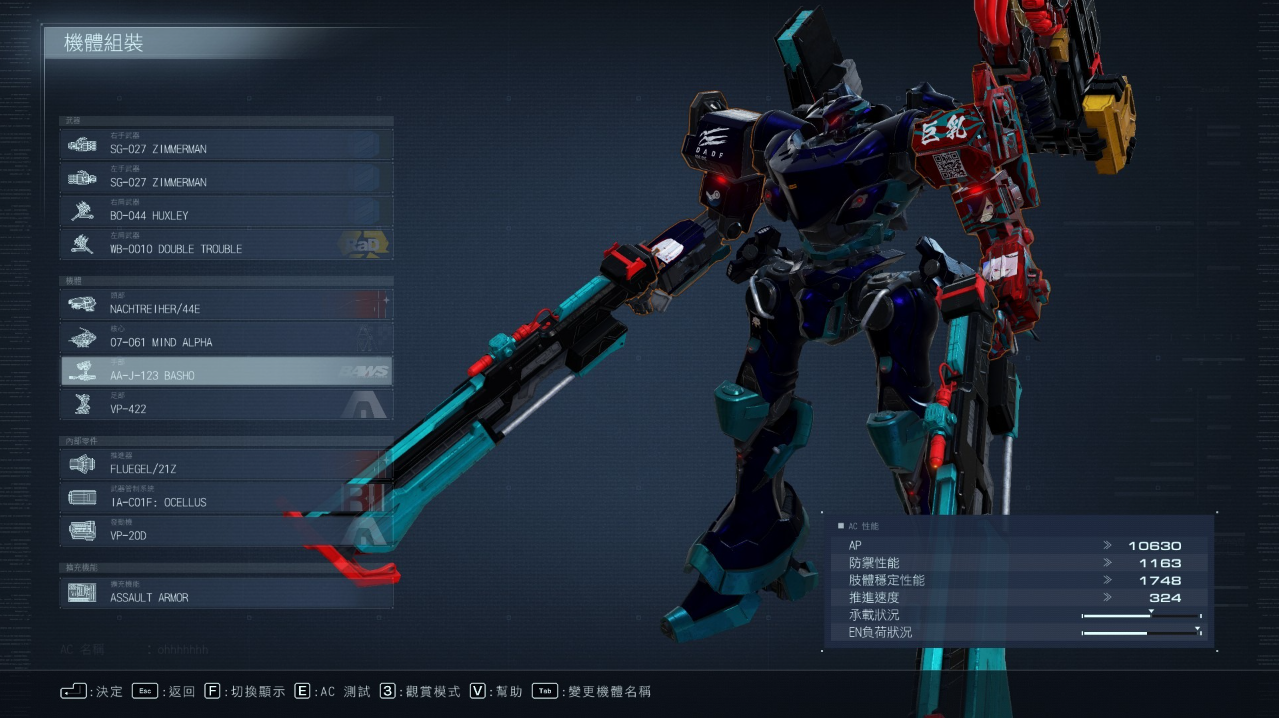 機體組裝
武器
右手武器
SG-027 ZIMMERMAN
左手武器
SG-027 ZIMMERMAN
右肩武器
BO-044 HUXLEY
左肩武器
WB-0010 DOUBLE TROUBLE
RaD
機體
頭部
NACHTREIHER/44E
核心
07-061 MIND ALPHA
手部
AA-J-123 BASHO
BAWS
足部
VP-422
內部零件
推進器
FLUEGEL/21Z
武器管制系統
IA-C01F: OCELLUS
發動機
VP-20D
擴充機能
擴充機能
ASSAULT ARMOR
AC 名稱 : ohhhhhhh
DADF
巨乳
AC 性能
AP 10630
防禦性能 1163
肢體穩定性能 1748
推進速度 324
承載狀況
EN負荷狀況
:決定 Esc:返回 F:切換顯示 E:AC 測試 3:觀賞模式 V:幫助 Tab:變更機體名稱